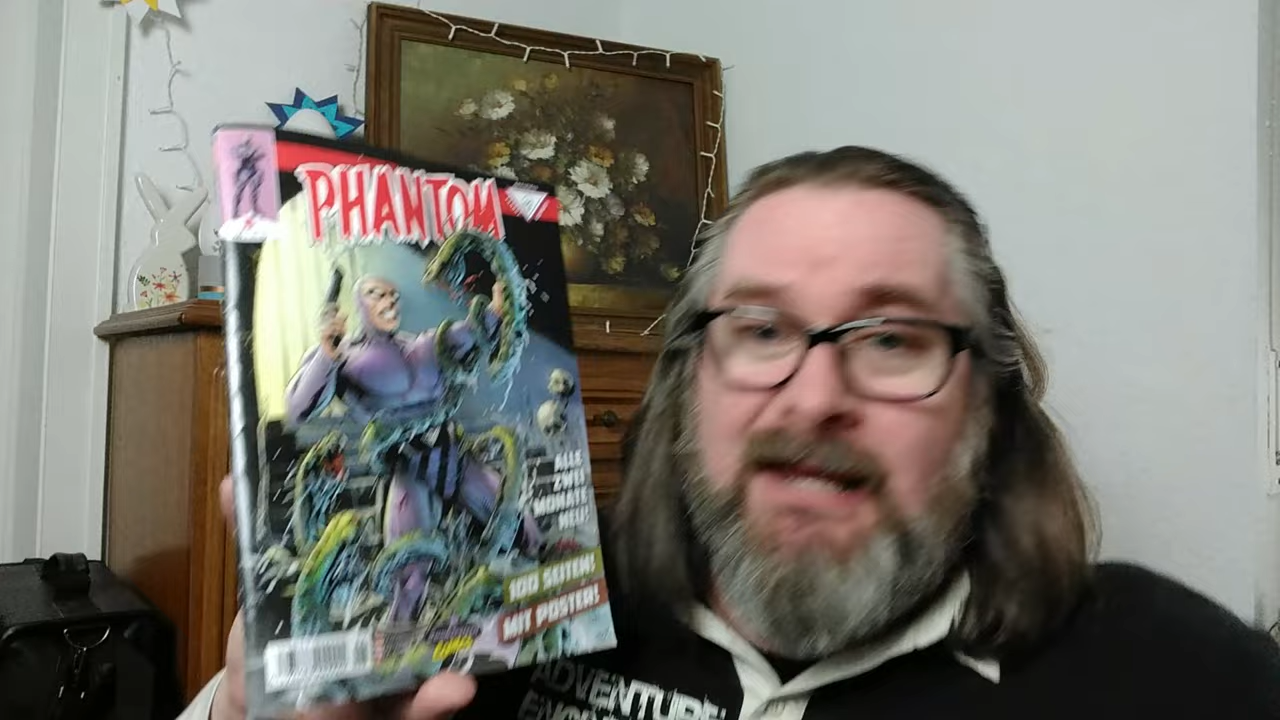 PHANTOM
ALLE
ZWEI
MONATE
NEU!
100 SEITEN!
MIT POSTER!
ADVENTURE